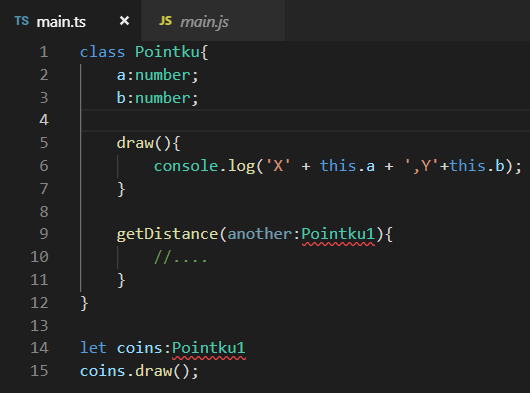 TS main.ts × JS main.js
1 class Pointku{
2 a:number;
3 b:number;
4
5 draw(){
6 console.log('X' + this.a + ',Y'+this.b);
7 }
8
9 getDistance(another:Pointku1){
10 //....
11 }
12 }
13
14 let coins:Pointku1
15 coins.draw();